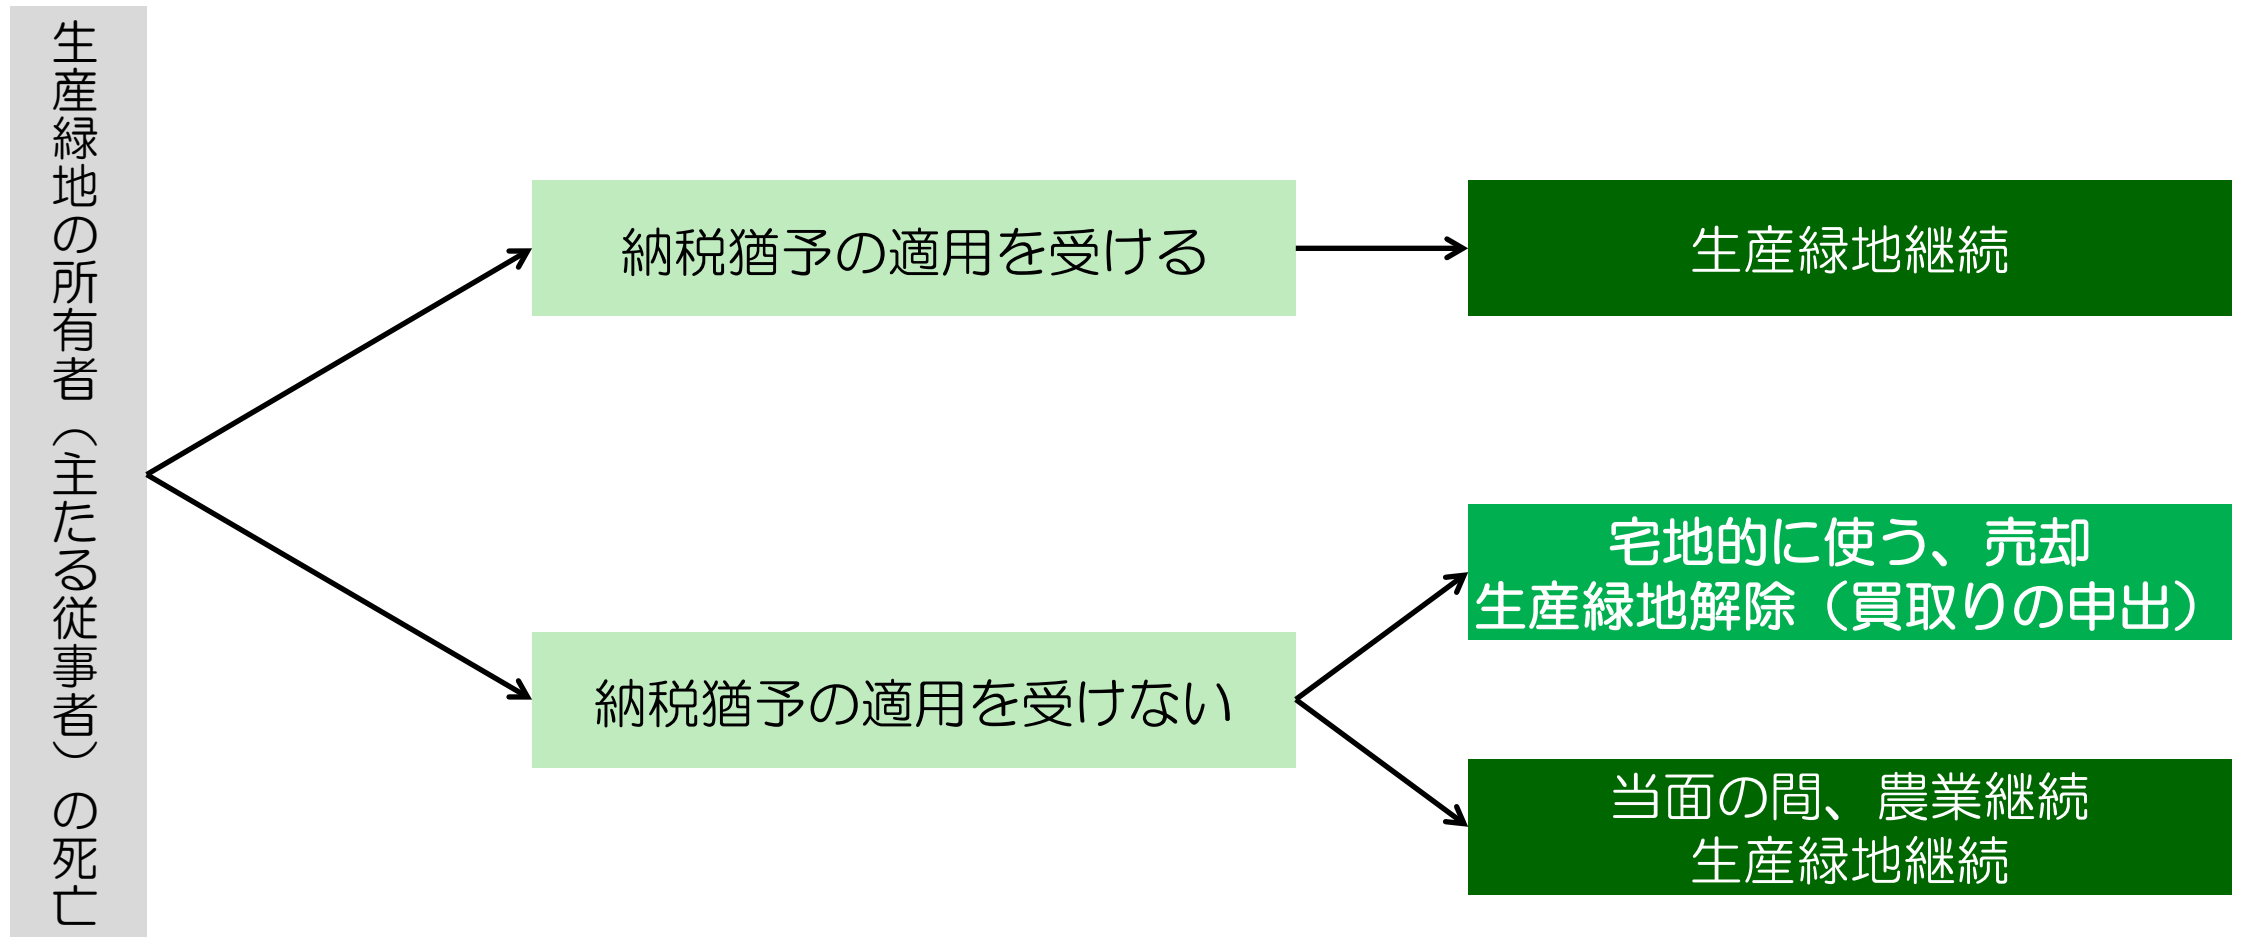 生産緑地の所有者（主たる従事者）の死亡
納税猶予の適用を受ける
生産緑地継続
納税猶予の適用を受けない
宅地的に使う、売却
生産緑地解除（買取りの申出）
当面の間、農業継続
生産緑地継続